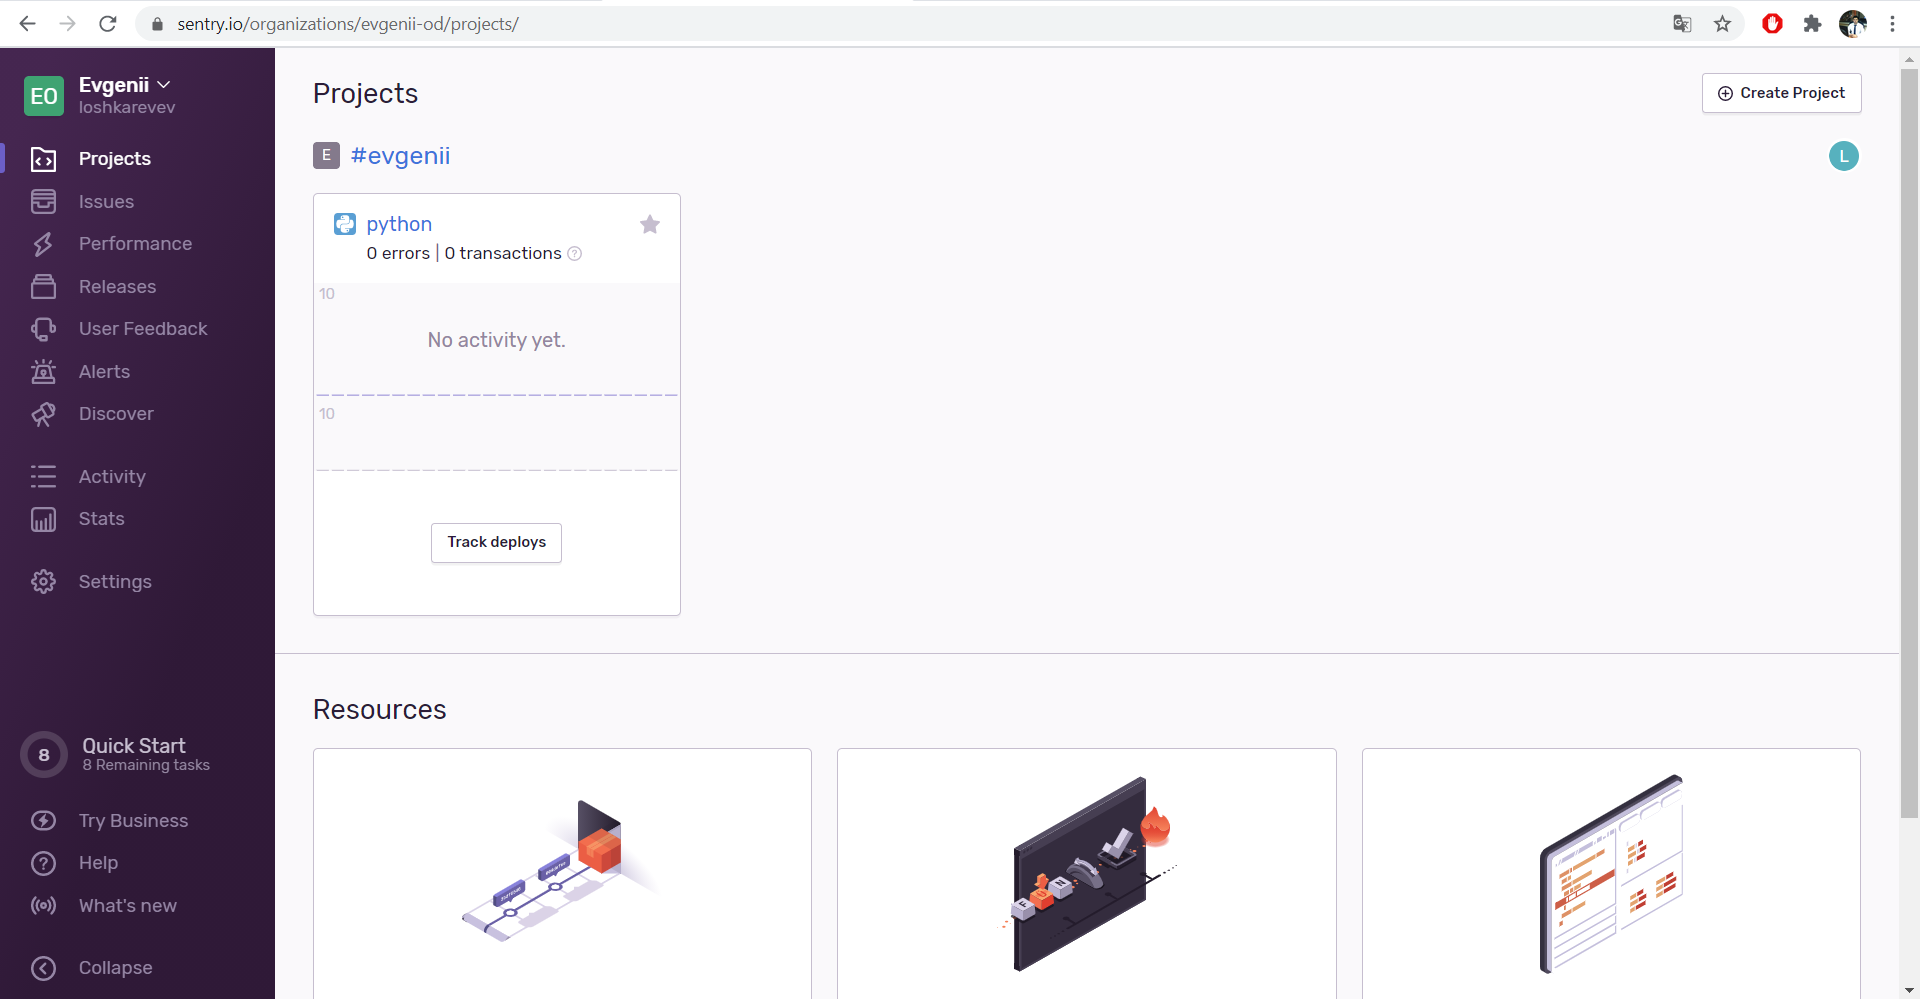 sentry.io/organizations/evgenii-od/projects/
EO
Evgenii
loshkarevev
Projects
Issues
Performance
Releases
User Feedback
Alerts
Discover
Activity
Stats
Settings
8
Quick Start
8 Remaining tasks
Try Business
Help
What's new
Collapse
Projects
Create Project
E #evgenii
L
python
0 errors | 0 transactions ?
10
No activity yet.
10
Track deploys
Resources